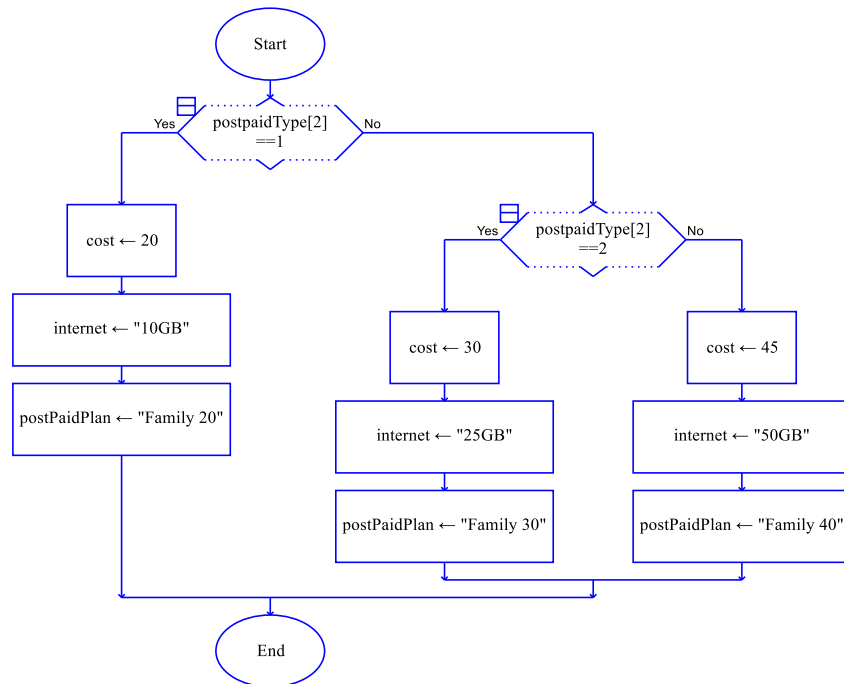 Start
postpaidType[2]
==1
Yes
No
cost ← 20
internet ← "10GB"
postPaidPlan ← "Family 20"
postpaidType[2]
==2
Yes
No
cost ← 30
internet ← "25GB"
postPaidPlan ← "Family 30"
cost ← 45
internet ← "50GB"
postPaidPlan ← "Family 40"
End